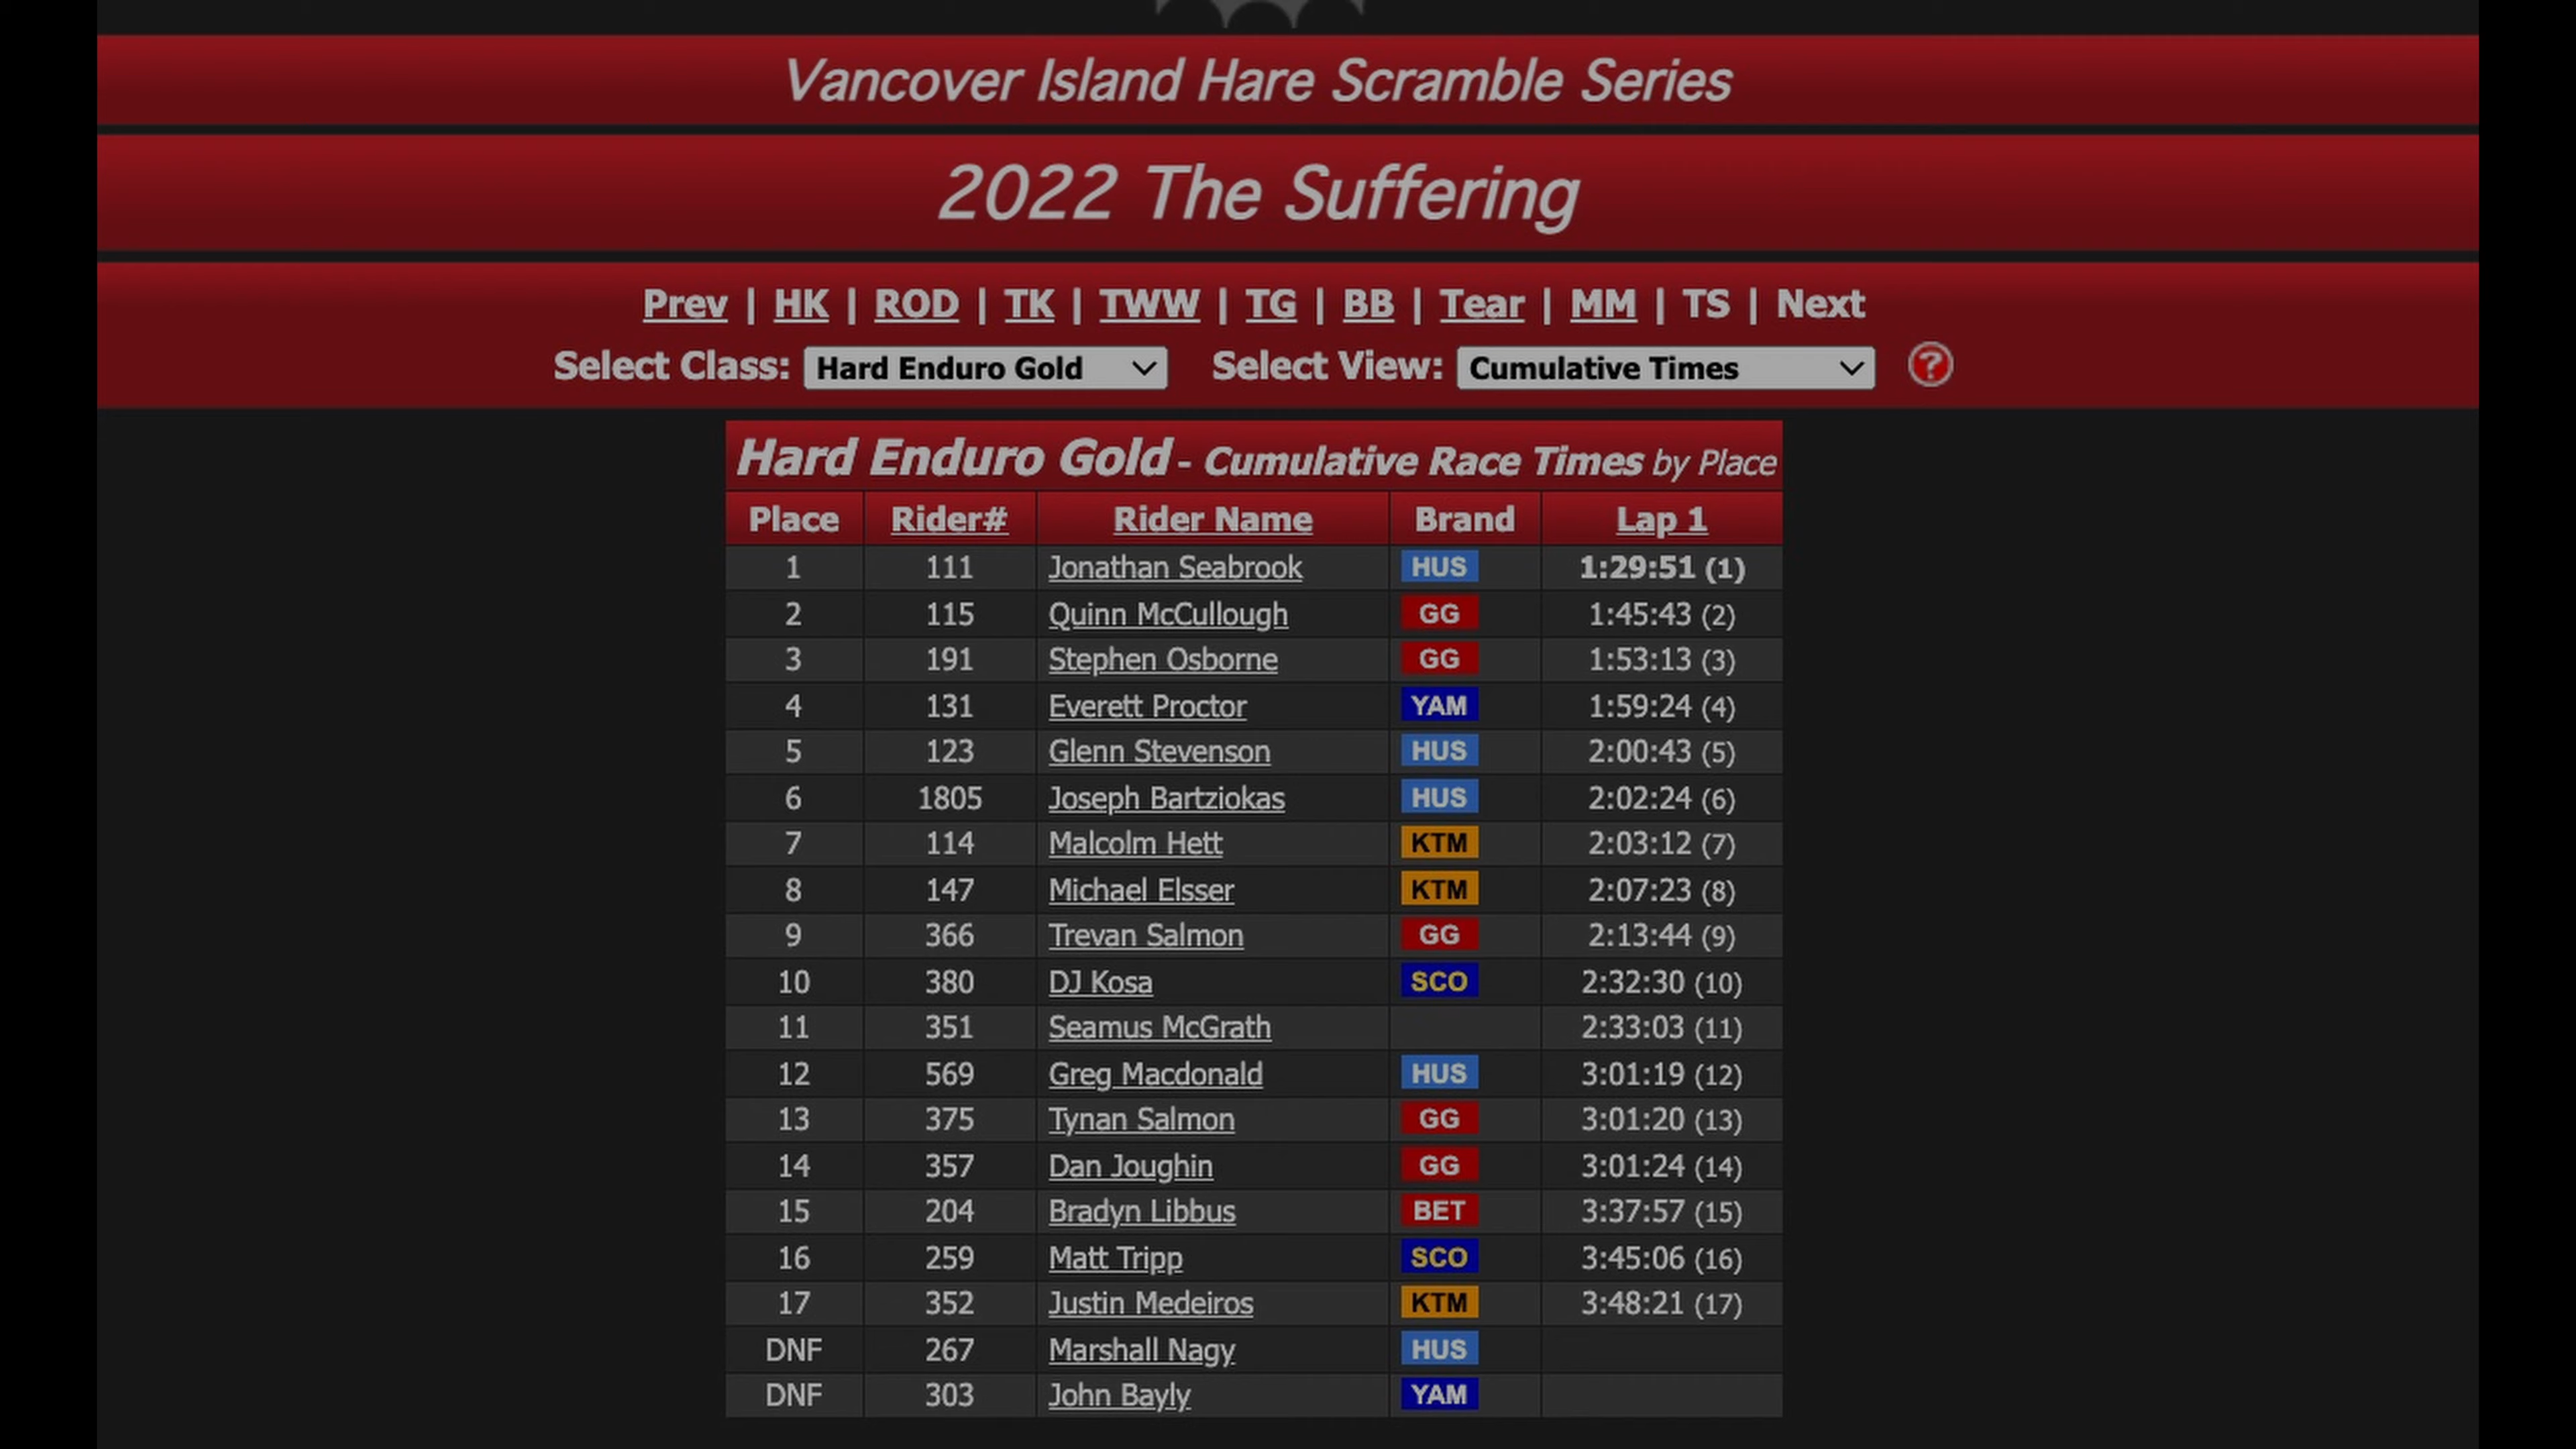 Vancover Island Hare Scramble Series
2022 The Suffering
Prev | HK | ROD | TK | TWW | TG | BB | Tear | MM | TS | Next
Select Class: Hard Enduro Gold Select View: Cumulative Times ?
Hard Enduro Gold - Cumulative Race Times by Place
Place Rider# Rider Name Brand Lap 1
1 111 Jonathan Seabrook HUS 1:29:51 (1)
2 115 Quinn McCullough GG 1:45:43 (2)
3 191 Stephen Osborne GG 1:53:13 (3)
4 131 Everett Proctor YAM 1:59:24 (4)
5 123 Glenn Stevenson HUS 2:00:43 (5)
6 1805 Joseph Bartziokas HUS 2:02:24 (6)
7 114 Malcolm Hett KTM 2:03:12 (7)
8 147 Michael Elsser KTM 2:07:23 (8)
9 366 Trevan Salmon GG 2:13:44 (9)
10 380 DJ Kosa SCO 2:32:30 (10)
11 351 Seamus McGrath 2:33:03 (11)
12 569 Greg Macdonald HUS 3:01:19 (12)
13 375 Tynan Salmon GG 3:01:20 (13)
14 357 Dan Joughin GG 3:01:24 (14)
15 204 Bradyn Libbus BET 3:37:57 (15)
16 259 Matt Tripp SCO 3:45:06 (16)
17 352 Justin Medeiros KTM 3:48:21 (17)
DNF 267 Marshall Nagy HUS
DNF 303 John Bayly YAM